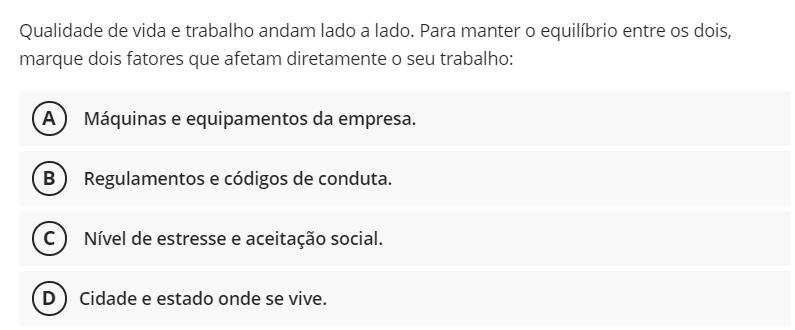 Qualidade de vida e trabalho andam lado a lado. Para manter o equilíbrio entre os dois,
marque dois fatores que afetam diretamente o seu trabalho:
A Máquinas e equipamentos da empresa.
B Regulamentos e códigos de conduta.
C Nível de estresse e aceitação social.
D Cidade e estado onde se vive.